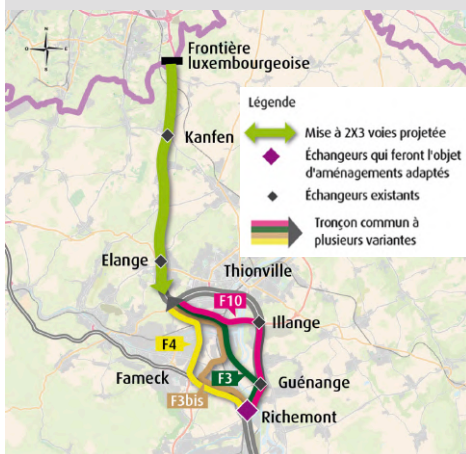 Frontière
luxembourgeoise
Légende
Mise à 2X3 voies projetée
Échangeurs qui feront l'objet
d'aménagements adaptés
Échangeurs existants
Tronçon commun à
plusieurs variantes
Kanfen
Elange
Thionville
F10
Illange
F4
F3
Fameck
Guénange
F3bis
Richemont